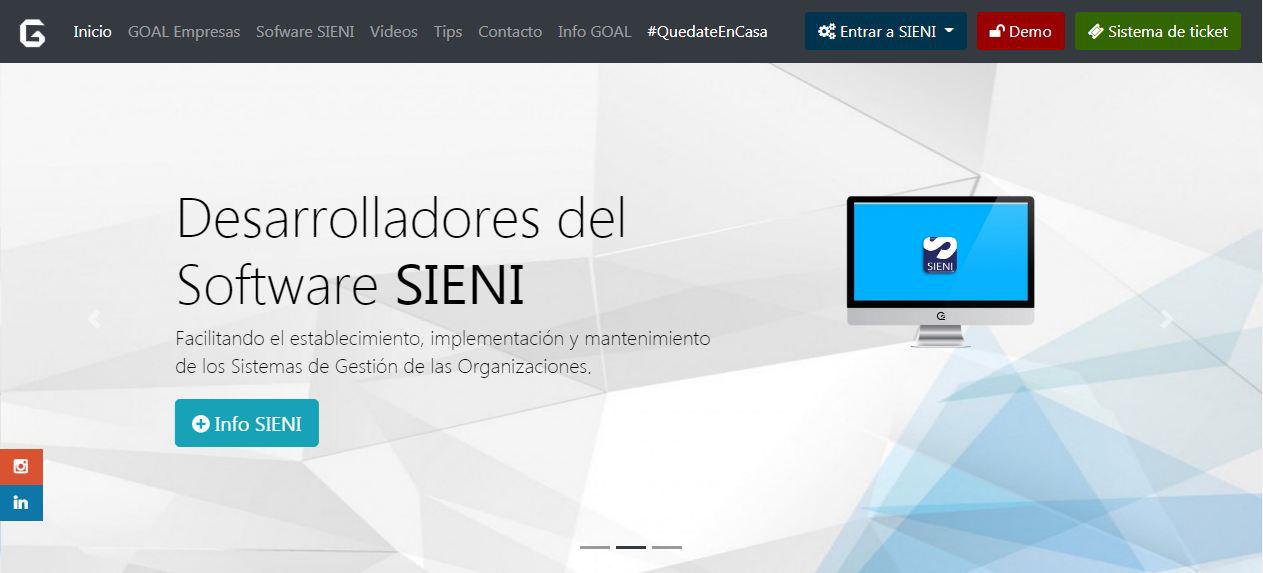 Inicio GOAL Empresas Sofware SIENI Videos Tips Contacto Info GOAL #QuedateEnCasa Entrar a SIENI Demo Sistema de ticket
Desarrolladores del
Software SIENI
Facilitando el establecimiento, implementación y mantenimiento
de los Sistemas de Gestión de las Organizaciones.
Info SIENI
SIENI
in